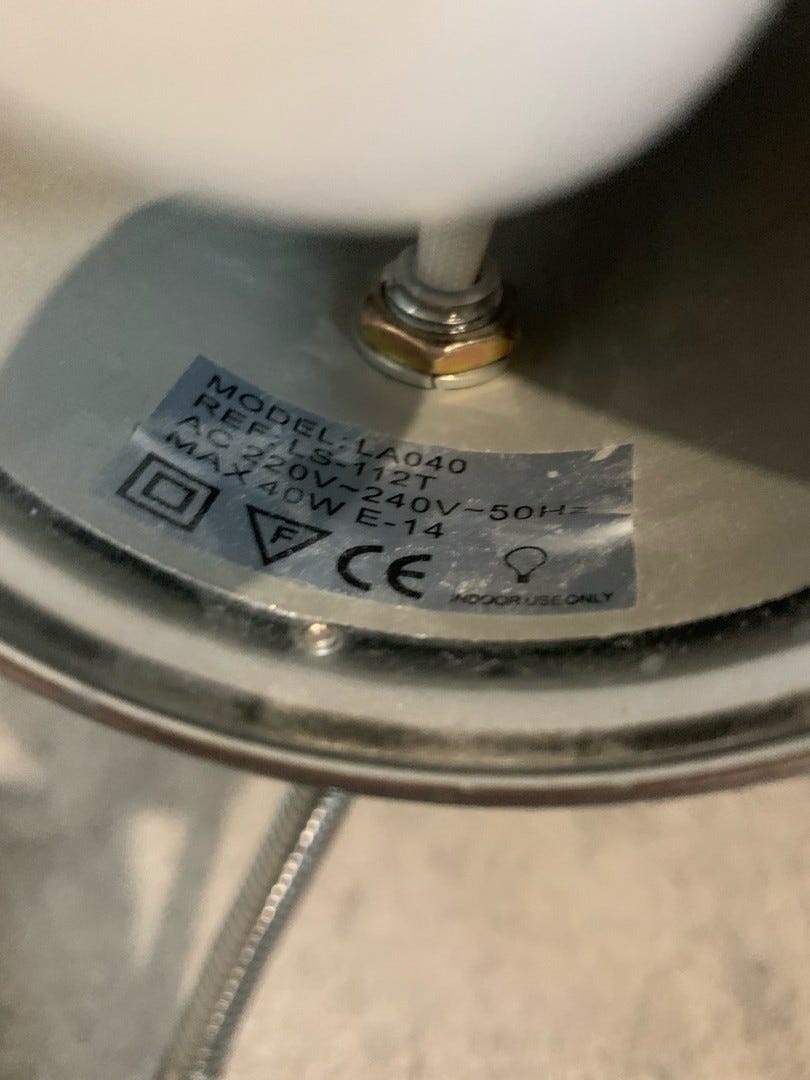 MODEL: LA040
REF: LS-112T
AC 220V~240V~50Hz
MAX 40W E-14
F CE
INDOOR USE ONLY